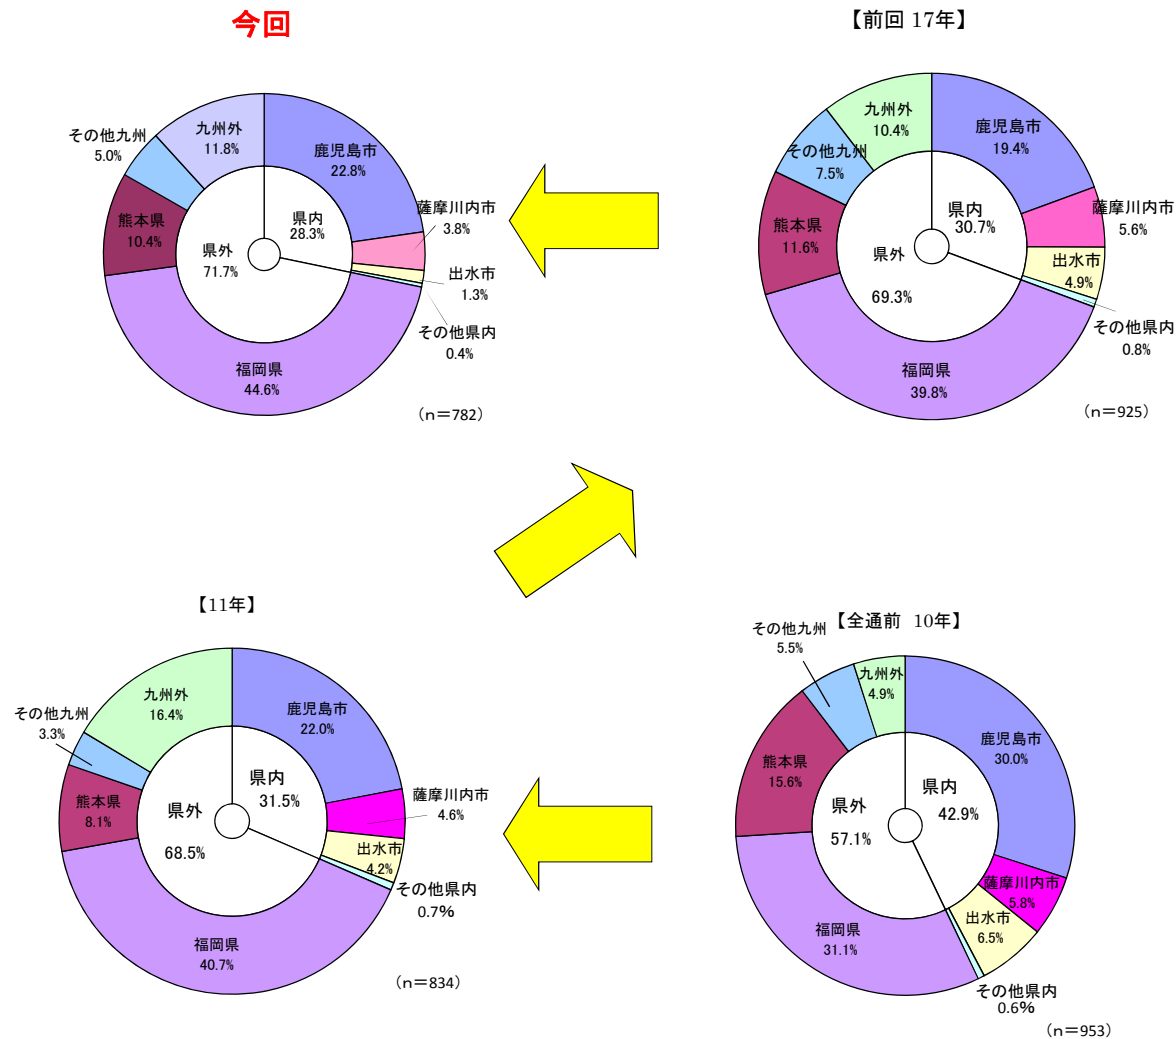 今回
九州外
11.8%
その他九州
5.0%
鹿児島市
22.8%
熊本県
10.4%
県外
71.7%
県内
28.3%
薩摩川内市
3.8%
出水市
1.3%
その他県内
0.4%
福岡県
44.6%
（n＝782）
【前回 17年】
九州外
10.4%
鹿児島市
19.4%
その他九州
7.5%
熊本県
11.6%
県内
30.7%
薩摩川内市
5.6%
県外
69.3%
出水市
4.9%
その他県内
0.8%
福岡県
39.8%
（n＝925）
【11年】
九州外
16.4%
鹿児島市
22.0%
その他九州
3.3%
熊本県
8.1%
県外
68.5%
県内
31.5%
薩摩川内市
4.6%
出水市
4.2%
その他県内
0.7%
福岡県
40.7%
（n＝834）
【全通前 10年】
その他九州
5.5%
九州外
4.9%
鹿児島市
30.0%
熊本県
15.6%
県外
57.1%
県内
42.9%
薩摩川内市
5.8%
出水市
6.5%
福岡県
31.1%
その他県内
0.6%
（n＝953）